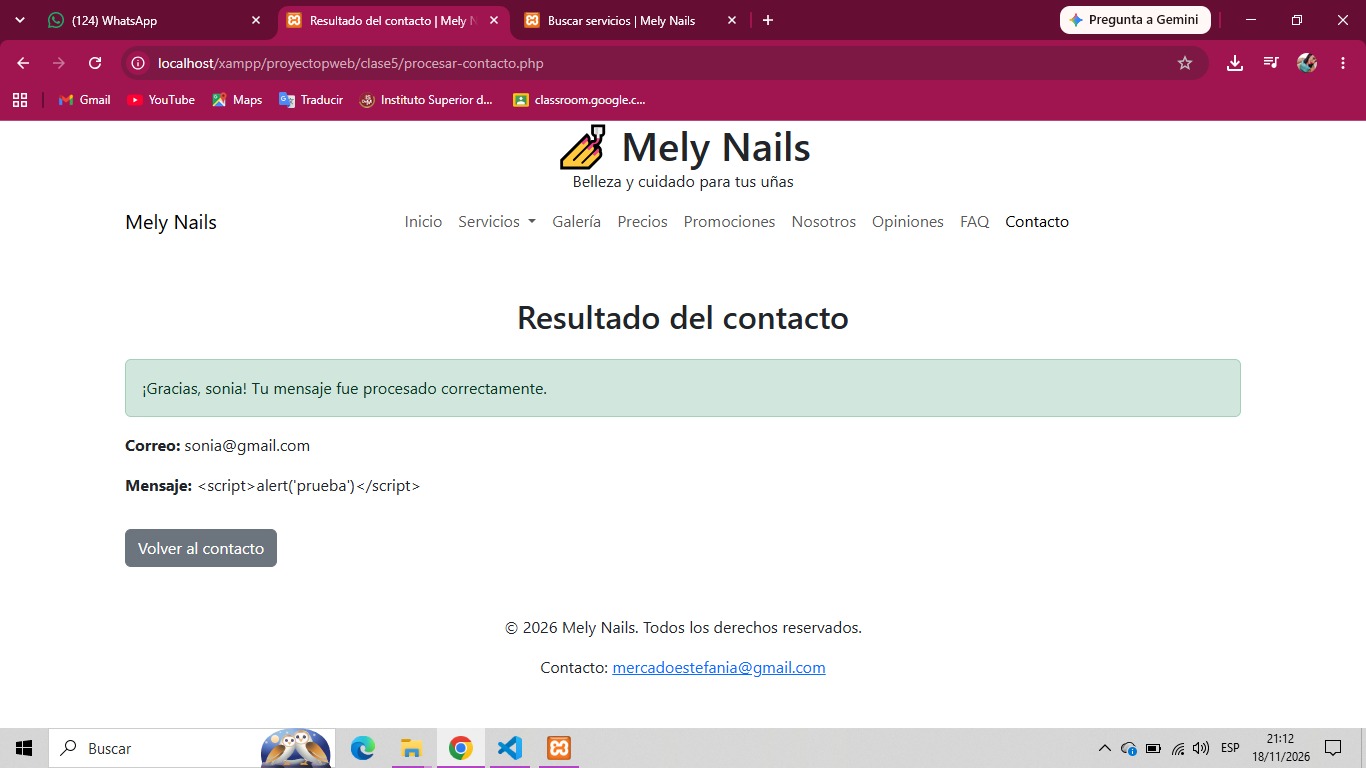 (124) WhatsApp
Resultado del contacto | Mely N
Buscar servicios | Mely Nails
Pregunta a Gemini
localhost/xampp/proyectopweb/clase5/procesar-contacto.php
Gmail YouTube Maps Traducir Instituto Superior d... classroom.google.c...
Mely Nails
Belleza y cuidado para tus uñas
Mely Nails Inicio Servicios Galería Precios Promociones Nosotros Opiniones FAQ Contacto
Resultado del contacto
¡Gracias, sonia! Tu mensaje fue procesado correctamente.
Correo: sonia@gmail.com
Mensaje: <script>alert('prueba')</script>
Volver al contacto
© 2026 Mely Nails. Todos los derechos reservados.
Contacto: mercadoestefania@gmail.com
Buscar
ESP
21:12
18/11/2026